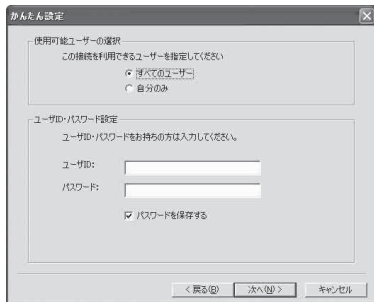 かんたん設定
使用可能ユーザーの選択
この接続を利用できるユーザーを指定してください
すべてのユーザー
自分のみ
ユーザID・パスワード設定
ユーザID・パスワードをお持ちの方は入力してください。
ユーザID:
パスワード:
パスワードを保存する
< 戻る(B) 次へ(N) > キャンセル